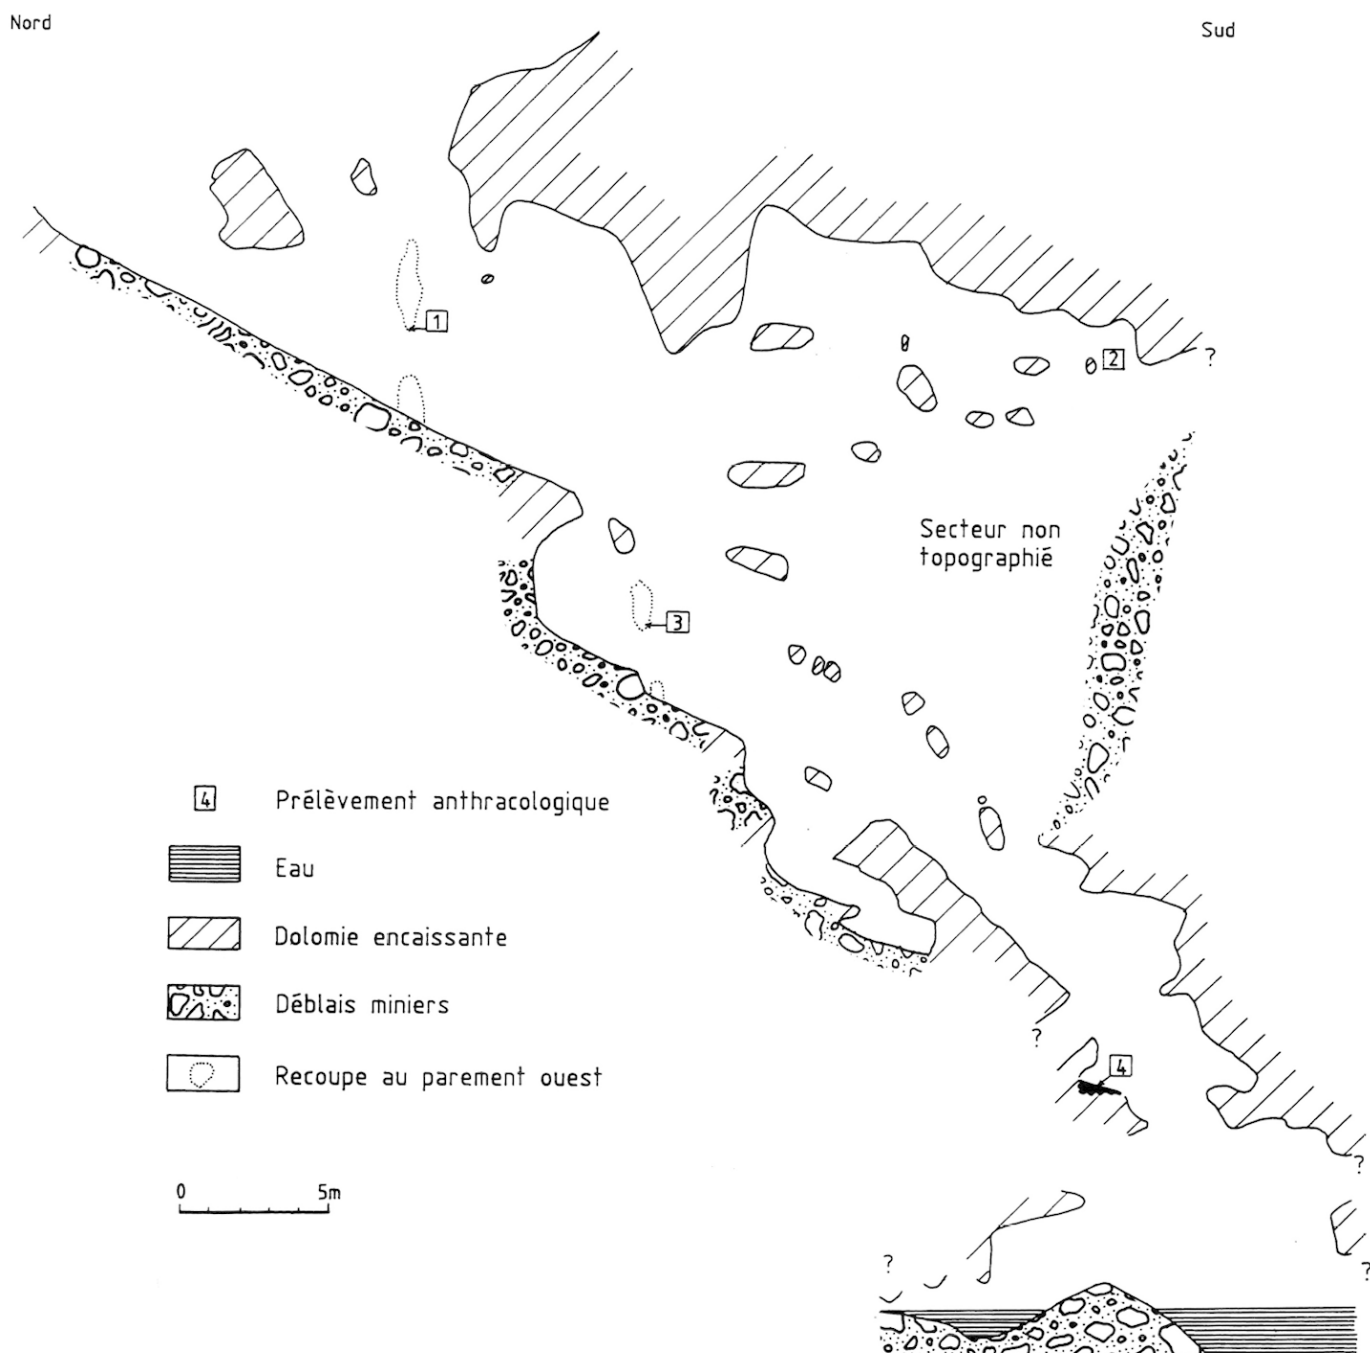 Nord
Sud
1
2
?
Secteur non
topographié
3
4 Prélèvement anthracologique
Eau
Dolomie encaissante
Déblais miniers
Recoupe au parement ouest
?
4
?
0 5m
?
?